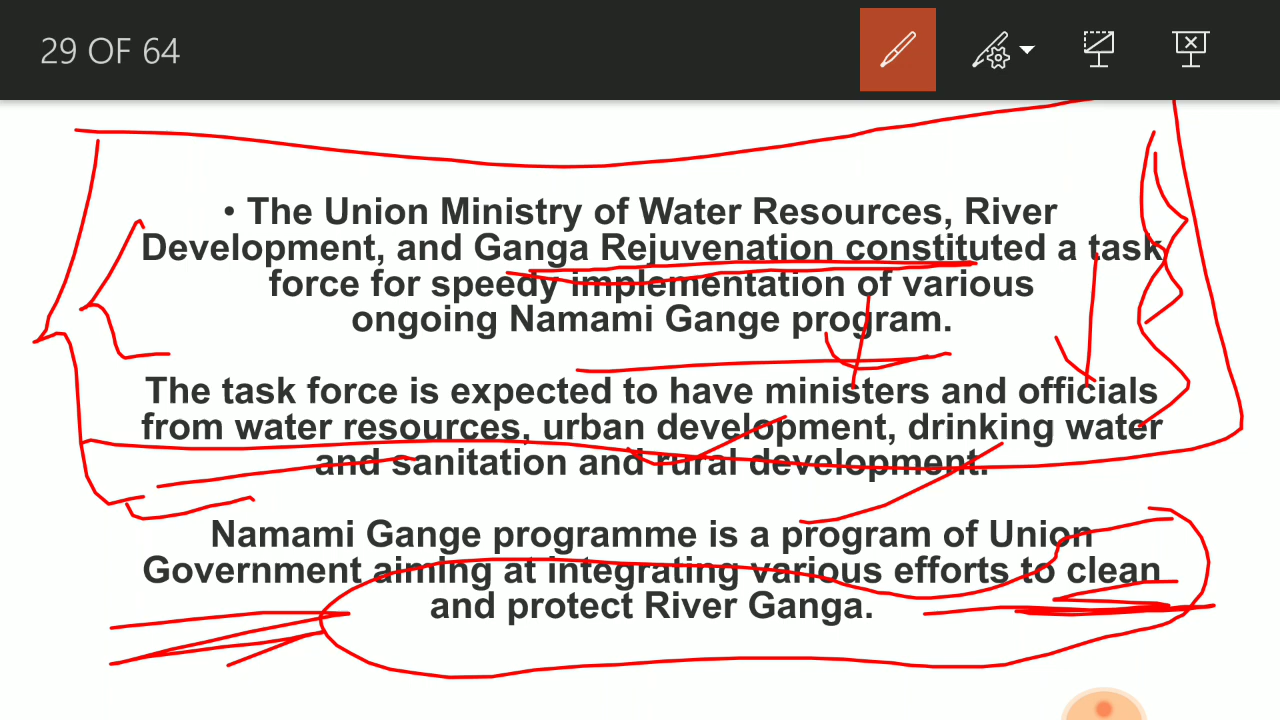 29 OF 64
• The Union Ministry of Water Resources, River
Development, and Ganga Rejuvenation constituted a task
force for speedy implementation of various
ongoing Namami Gange program.
The task force is expected to have ministers and officials
from water resources, urban development, drinking water
and sanitation and rural development.
Namami Gange programme is a program of Union
Government aiming at integrating various efforts to clean
and protect River Ganga.